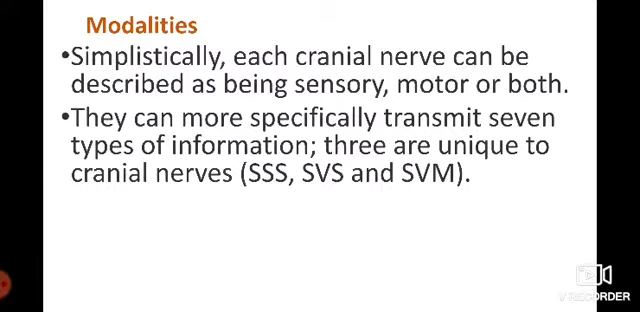 Modalities
•Simplistically, each cranial nerve can be
described as being sensory, motor or both.
•They can more specifically transmit seven
types of information; three are unique to
cranial nerves (SSS, SVS and SVM).
V RECORDER